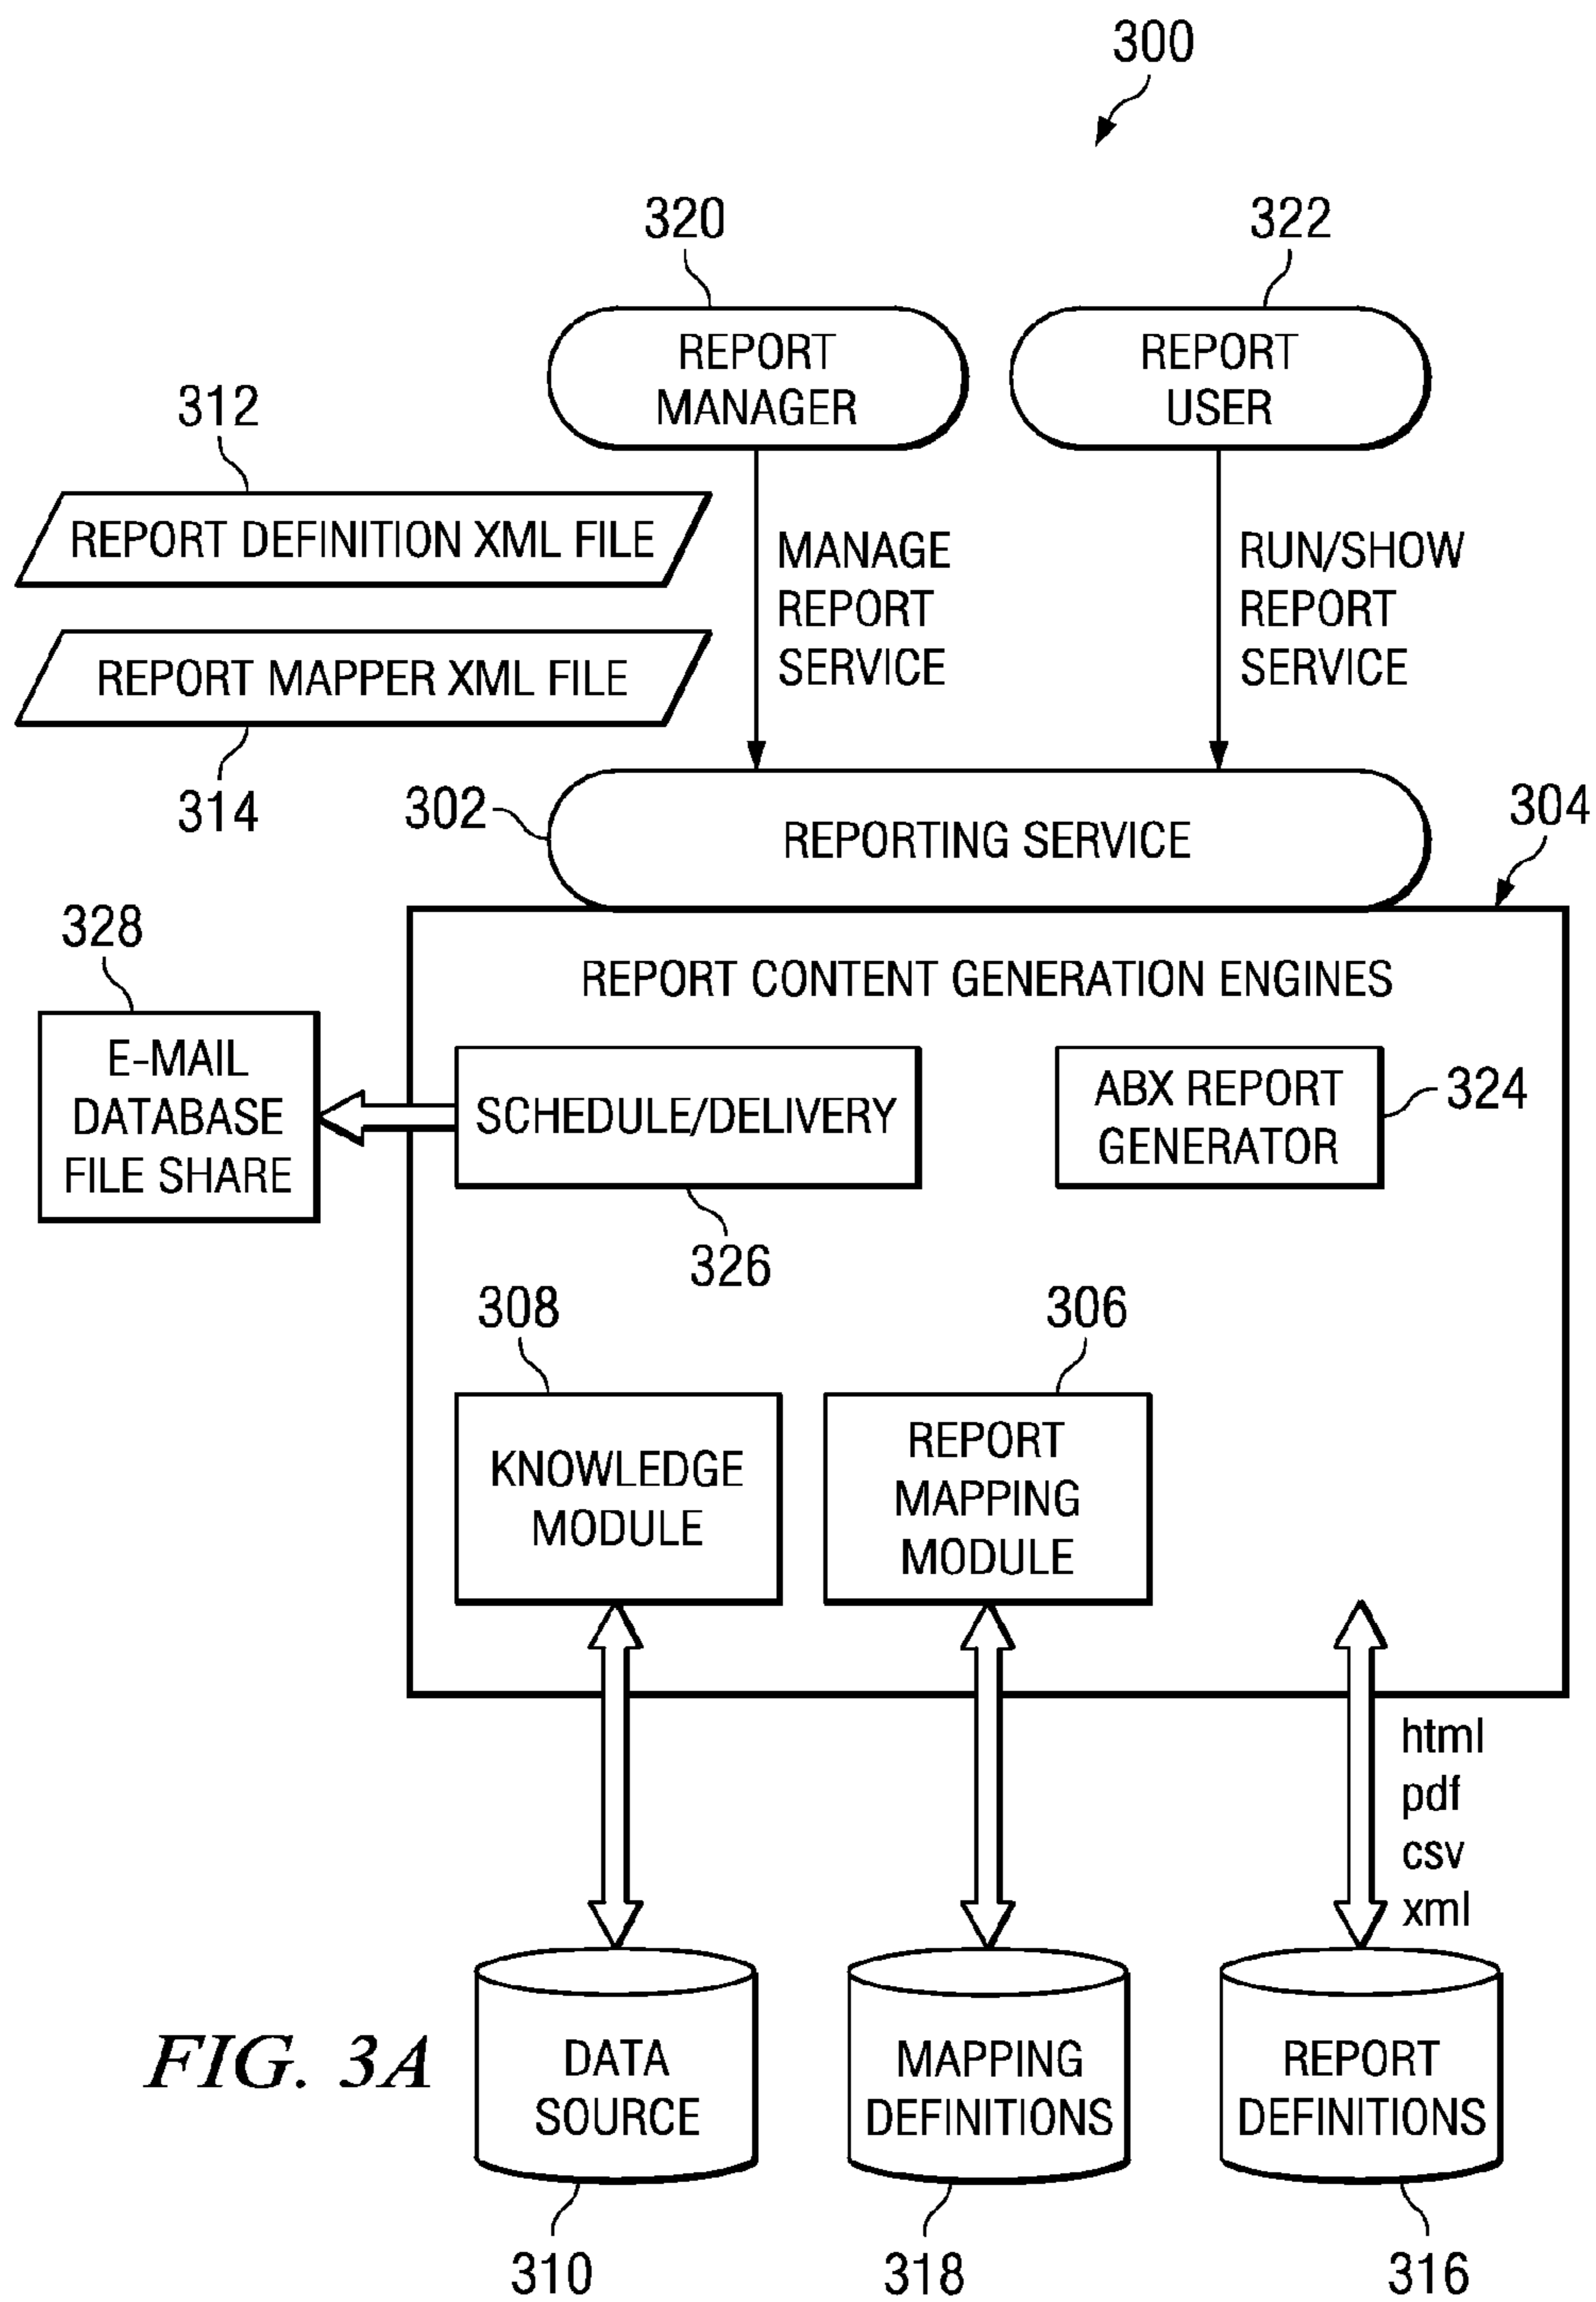 300
320
322
REPORT
MANAGER
REPORT
USER
312
REPORT DEFINITION XML FILE
MANAGE
REPORT
SERVICE
RUN/SHOW
REPORT
SERVICE
REPORT MAPPER XML FILE
314
302
REPORTING SERVICE
304
328
REPORT CONTENT GENERATION ENGINES
E-MAIL
DATABASE
FILE SHARE
SCHEDULE/DELIVERY
ABX REPORT
GENERATOR
324
326
308
306
KNOWLEDGE
MODULE
REPORT
MAPPING
MODULE
html
pdf
csv
xml
FIG. 3A
DATA
SOURCE
MAPPING
DEFINITIONS
REPORT
DEFINITIONS
310
318
316